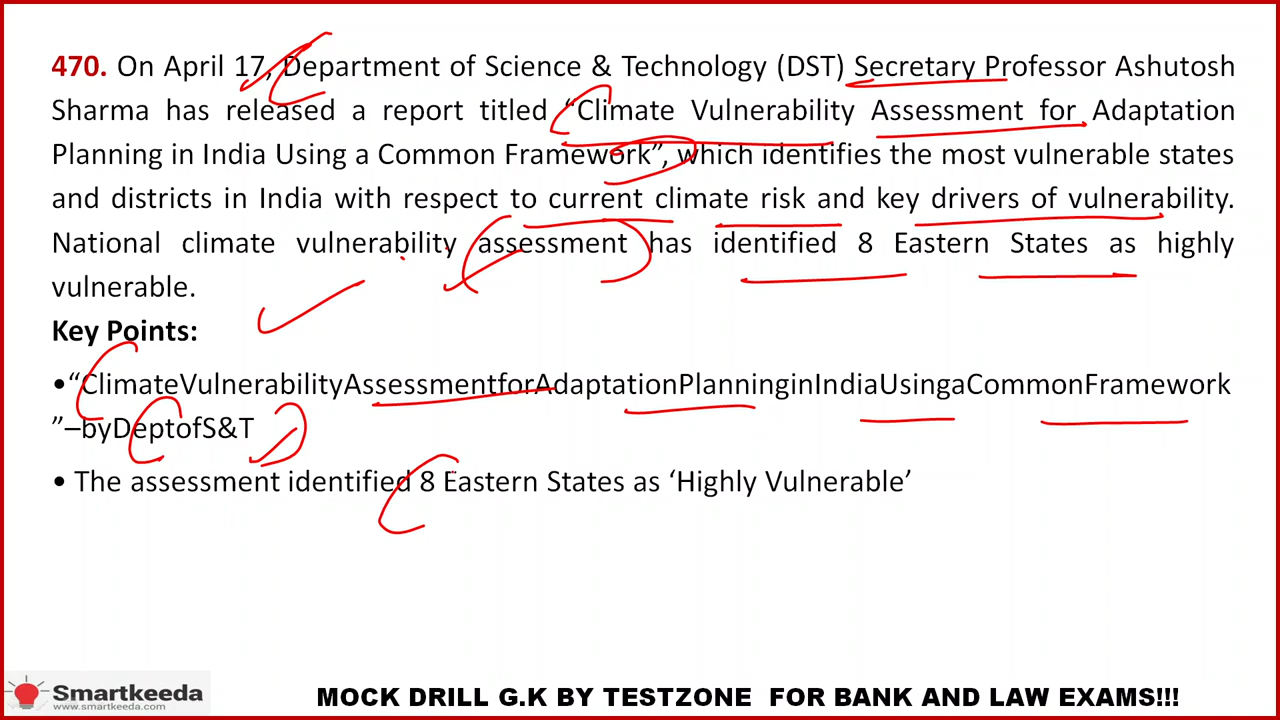 470. On April 17, Department of Science & Technology (DST) Secretary Professor Ashutosh
Sharma has released a report titled “Climate Vulnerability Assessment for Adaptation
Planning in India Using a Common Framework”, which identifies the most vulnerable states
and districts in India with respect to current climate risk and key drivers of vulnerability.
National climate vulnerability assessment has identified 8 Eastern States as highly
vulnerable.
Key Points:
•“ClimateVulnerabilityAssessmentforAdaptationPlanninginIndiaUsingaCommonFramework
”–byDeptofS&T
• The assessment identified 8 Eastern States as ‘Highly Vulnerable’
Smartkeeda
www.smartkeeda.com
MOCK DRILL G.K BY TESTZONE FOR BANK AND LAW EXAMS!!!